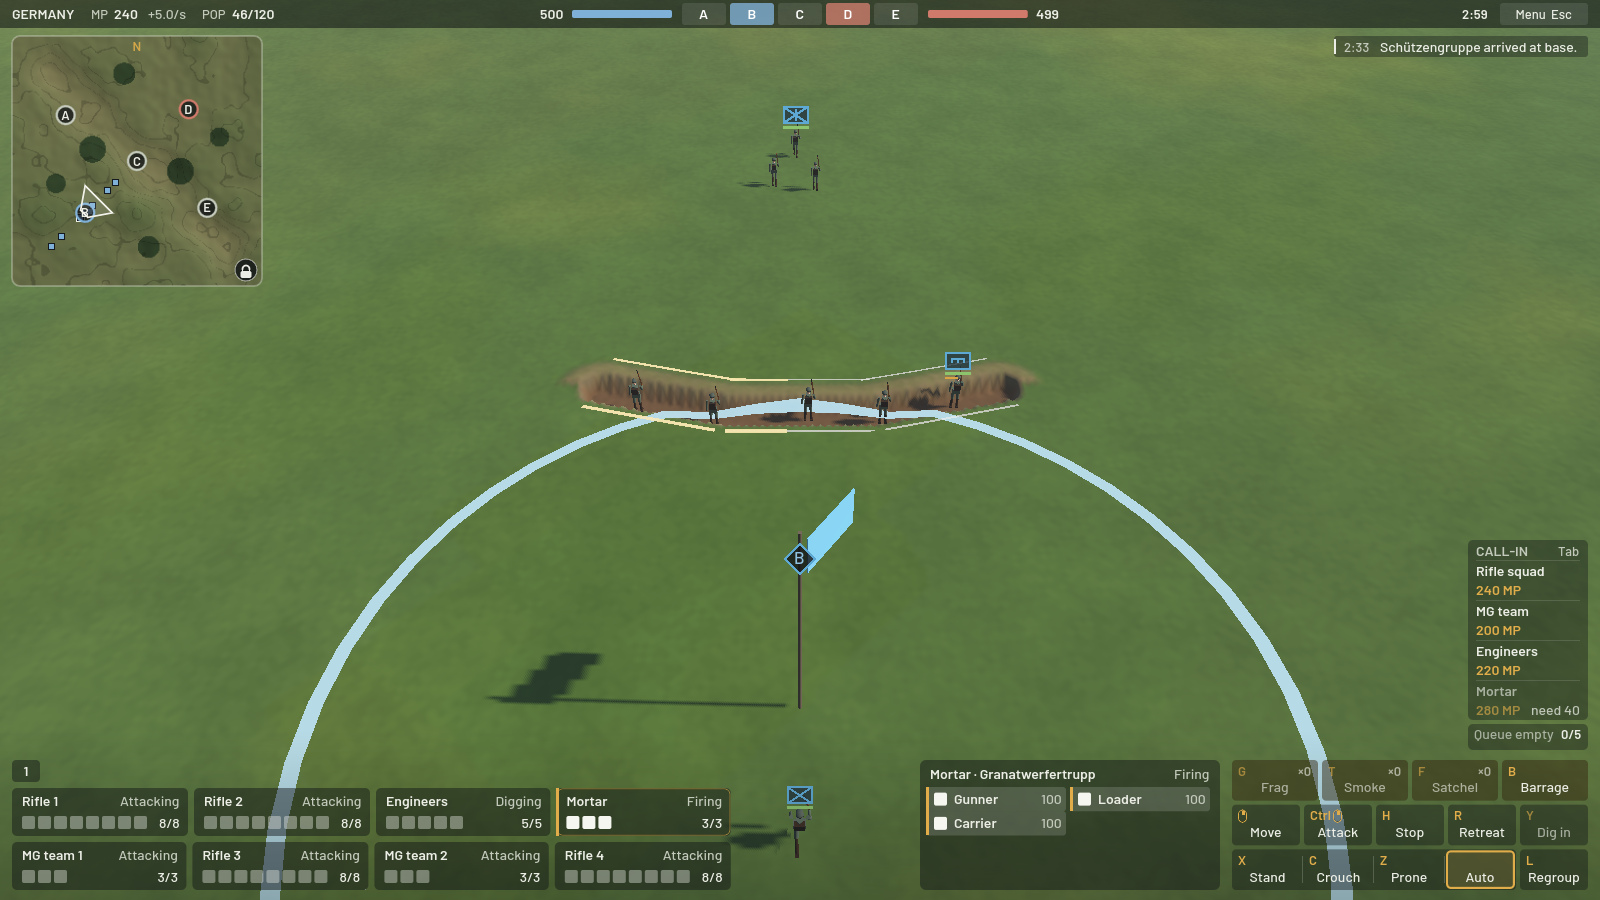 GERMANY MP 240 +5.0/s POP 46/120
500 A B C D E 499
2:59 Menu Esc
2:33 Schützengruppe arrived at base.
N
A
D
C
B
E
B
CALL-IN Tab
Rifle squad
240 MP
MG team
200 MP
Engineers
220 MP
Mortar
280 MP need 40
Queue empty 0/5
1
Rifle 1 Attacking
8/8
Rifle 2 Attacking
8/8
Engineers Digging
5/5
Mortar Firing
3/3
MG team 1 Attacking
3/3
Rifle 3 Attacking
8/8
MG team 2 Attacking
3/3
Rifle 4 Attacking
8/8
Mortar · Granatwerfertrupp Firing
Gunner 100
Loader 100
Carrier 100
G ×0
Frag
T ×0
Smoke
F ×0
Satchel
B
Barrage
Move
Ctrl
Attack
H
Stop
R
Retreat
Y
Dig in
X
Stand
C
Crouch
Z
Prone
Auto
L
Regroup